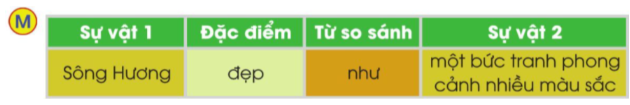 M
Sự vật 1 Đặc điểm Từ so sánh Sự vật 2
Sông Hương đẹp như một bức tranh phong
cảnh nhiều màu sắc